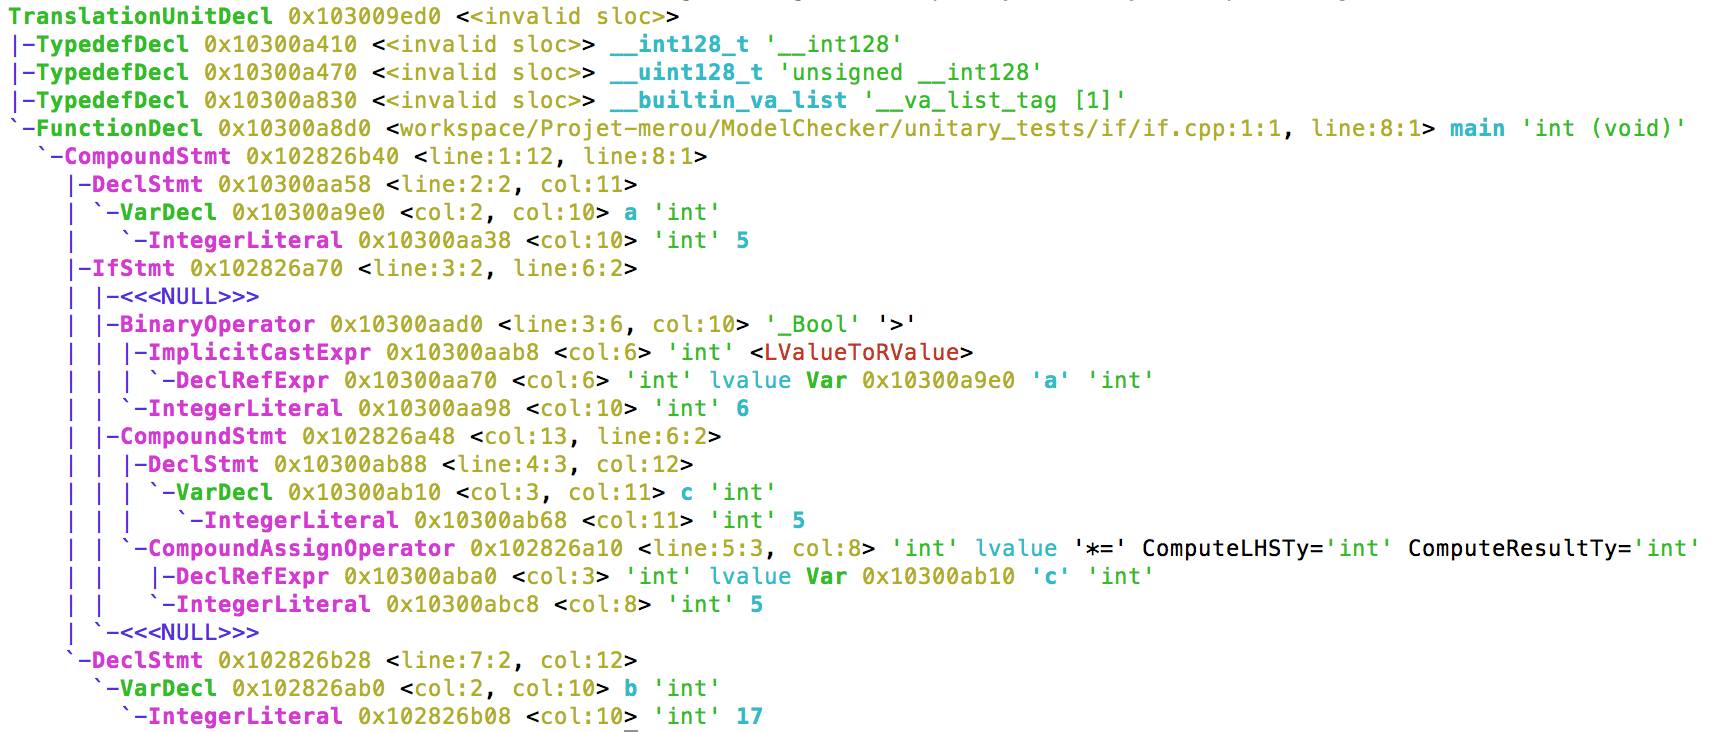 TranslationUnitDecl 0x103009ed0 <<invalid sloc>>
|-TypedefDecl 0x10300a410 <<invalid sloc>> __int128_t '__int128'
|-TypedefDecl 0x10300a470 <<invalid sloc>> __uint128_t 'unsigned __int128'
|-TypedefDecl 0x10300a830 <<invalid sloc>> __builtin_va_list '__va_list_tag [1]'
`-FunctionDecl 0x10300a8d0 <workspace/Projet-merou/ModelChecker/unitary_tests/if/if.cpp:1:1, line:8:1> main 'int (void)'
  `-CompoundStmt 0x102826b40 <line:1:12, line:8:1>
    |-DeclStmt 0x10300aa58 <line:2:2, col:11>
    | `-VarDecl 0x10300a9e0 <col:2, col:10> a 'int'
    |   `-IntegerLiteral 0x10300aa38 <col:10> 'int' 5
    |-IfStmt 0x102826a70 <line:3:2, line:6:2>
    | |-<<<NULL>>>
    | |-BinaryOperator 0x10300aad0 <line:3:6, col:10> '_Bool' '>'
    | | |-ImplicitCastExpr 0x10300aab8 <col:6> 'int' <LValueToRValue>
    | | | `-DeclRefExpr 0x10300aa70 <col:6> 'int' lvalue Var 0x10300a9e0 'a' 'int'
    | | `-IntegerLiteral 0x10300aa98 <col:10> 'int' 6
    | |-CompoundStmt 0x102826a48 <col:13, line:6:2>
    | | |-DeclStmt 0x10300ab88 <line:4:3, col:12>
    | | | `-VarDecl 0x10300ab10 <col:3, col:11> c 'int'
    | | |   `-IntegerLiteral 0x10300ab68 <col:11> 'int' 5
    | | `-CompoundAssignOperator 0x102826a10 <line:5:3, col:8> 'int' lvalue '*=' ComputeLHSTy='int' ComputeResultTy='int'
    | |   |-DeclRefExpr 0x10300aba0 <col:3> 'int' lvalue Var 0x10300ab10 'c' 'int'
    | |   `-IntegerLiteral 0x10300abc8 <col:8> 'int' 5
    | `-<<<NULL>>>
    `-DeclStmt 0x102826b28 <line:7:2, col:12>
      `-VarDecl 0x102826ab0 <col:2, col:10> b 'int'
        `-IntegerLiteral 0x102826b08 <col:10> 'int' 17